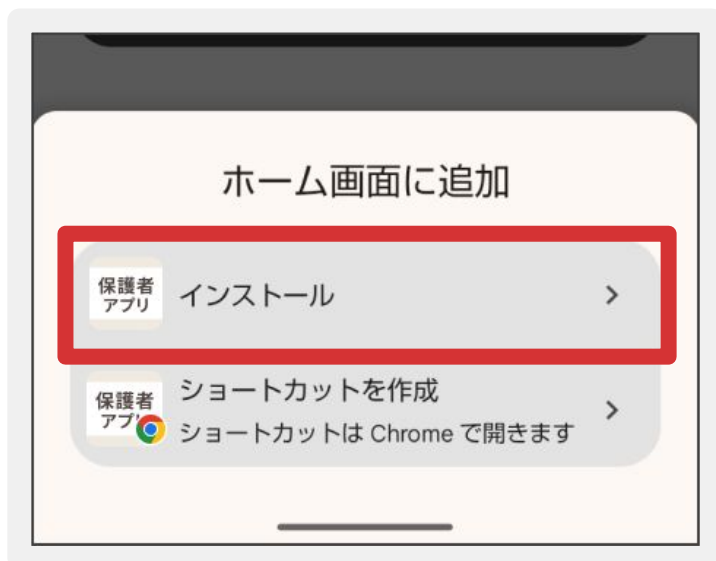 ホーム画面に追加
保護者
アプリ
インストール
保護者
アプ
ショートカットを作成
ショートカットは Chrome で開きます